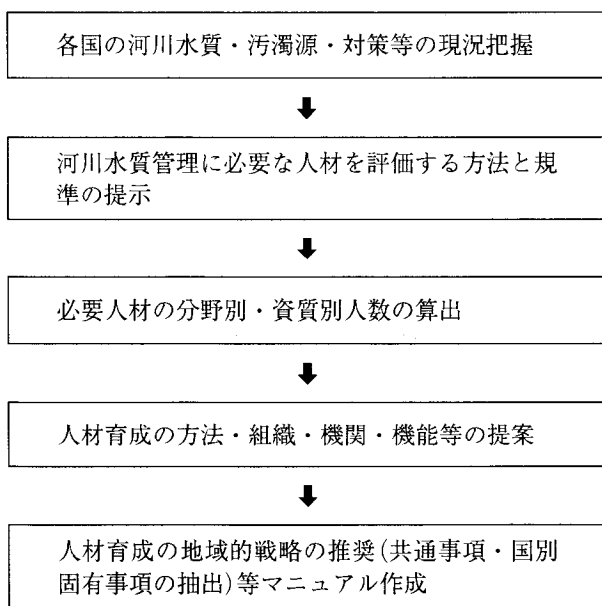 各国の河川水質・汚濁源・対策等の現況把握
河川水質管理に必要な人材を評価する方法と規
準の提示
必要人材の分野別・資質別人数の算出
人材育成の方法・組織・機関・機能等の提案
人材育成の地域的戦略の推奨(共通事項・国別
固有事項の抽出)等マニュアル作成